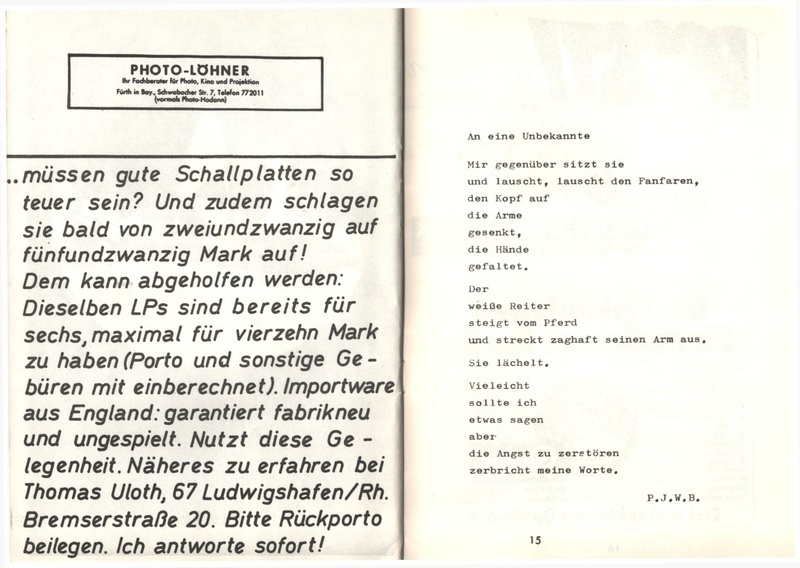 PHOTO-LÖHNER
Ihr Fachberater für Photo, Kino und Projektion
Fürth in Bay., Schwabacher Str. 7, Telefon 772011
(vormals Photo-Hodann)
..müssen gute Schallplatten so
teuer sein? Und zudem schlagen
sie bald von zweiundzwanzig auf
fünfundzwanzig Mark auf!
Dem kann abgeholfen werden:
Dieselben LPs sind bereits für
sechs, maximal für vierzehn Mark
zu haben (Porto und sonstige Ge-
büren mit einberechnet). Importware
aus England: garantiert fabrikneu
und ungespielt. Nutzt diese Ge-
legenheit. Näheres zu erfahren bei
Thomas Uloth, 67 Ludwigshafen/Rh.
Bremserstraße 20. Bitte Rückporto
beilegen. Ich antworte sofort!
An eine Unbekannte
Mir gegenüber sitzt sie
und lauscht, lauscht den Fanfaren,
den Kopf auf
die Arme
gesenkt,
die Hände
gefaltet.
Der
weiße Reiter
steigt vom Pferd
und streckt zaghaft seinen Arm aus.
Sie lächelt.
Vieleicht
sollte ich
etwas sagen
aber
die Angst zu zerstören
zerbricht meine Worte.
P.J.W.B.
15